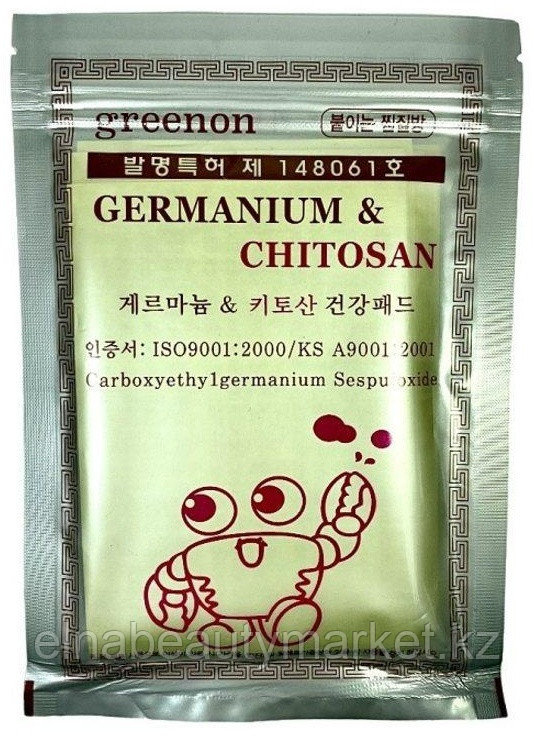 greenon 붙이는 찜질방
발명특허 제 148061호
GERMANIUM &
CHITOSAN
게르마늄 & 키토산 건강패드
인증서: ISO9001:2000/KS A9001:2001
Carboxyethy1germanium Sespuloxide
elnabeautymarket.kz